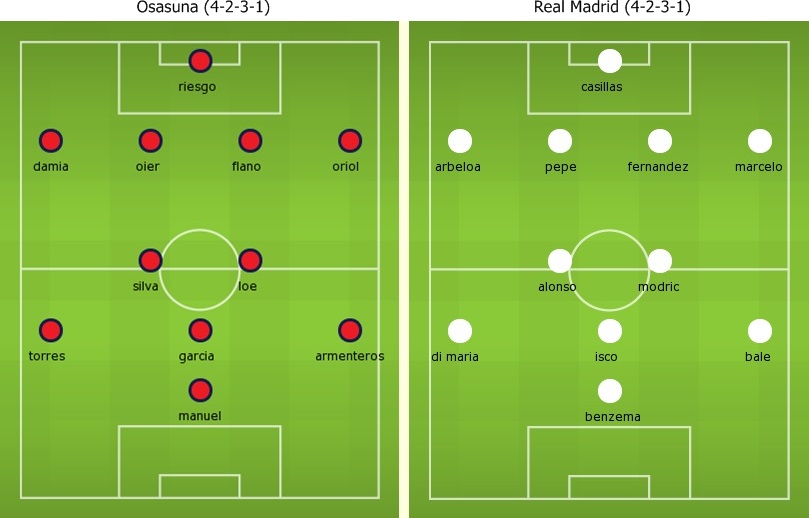 Osasuna (4-2-3-1)
riesgo
damia oier flano oriol
silva loe
torres garcia armenteros
manuel
Real Madrid (4-2-3-1)
casillas
arbeloa pepe fernandez marcelo
alonso modric
di maria isco bale
benzema